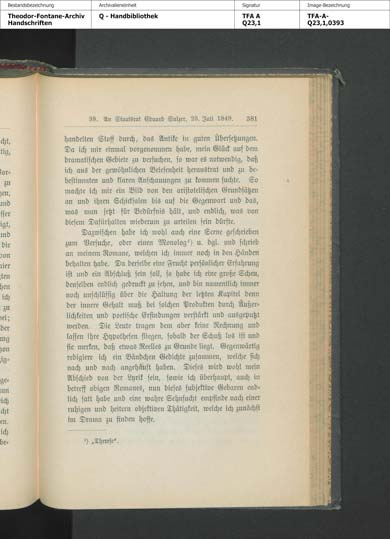 Bestandsbezeichnung
Archivalieneinheit
Signatur
Image-Bezeichnung
Theodor-Fontane-Archiv
Handschriften
Q - Handbibliothek
TFA A
Q23,1
TFA-A-
Q23,1,0393
98. An Staatsrat Eduard Sulzer, 25. Juli 1849. 381
handelten Stoff durch, das Antike in guten Übersetzungen.
Da ich mir einmal vorgenommen habe, mein Glück auf dem
dramatischen Gebiete zu versuchen, so war es notwendig, daß
ich aus der gewöhnlichen Belesenheit heraustrat und zu be-
bestimmten und klaren Anschauungen zu kommen suchte. So
machte ich mir ein Bild von den aristotelischen Grundsätzen
an und ihren Schicksalen bis auf die Gegenwart und das,
was man jetzt für Bedürfnis hält, und endlich, was von
diesem Dafürhalten wiederum zu urteilen sein dürfte.
Dazwischen habe ich wohl auch eine Scene geschrieben
zum Versuche, oder einen Monolog¹) u. dgl. und schrieb
an meinem Romane, welchen ich immer noch in den Händen
behalten habe. Da derselbe eine Frucht persönlicher Erfahrung
ist und ein Abschluß sein soll, so habe ich eine große Scheu,
denselben endlich gedruckt zu sehen, und bin namentlich immer
noch unschlüssig über die Haltung der letzten Kapitel denn
der innere Gehalt muß bei solchen Produkten durch Äußer-
lichkeiten und poetische Erfindungen verstärkt und ausgeputzt
werden. Die Leute tragen dem aber keine Rechnung und
lassen ihre Hypothesen fliegen, sobald der Schuß los ist und
sie merken, daß etwas Reelles zu Grunde liegt. Gegenwärtig
redigiere ich ein Bändchen Gedichte zusammen, welche sich
nach und nach angehäuft haben. Dieses wird wohl mein
Abschied von der Lyrik sein, sowie ich überhaupt, auch in
betreff obigen Romanes, nun dieses subjektive Gebaren end-
lich satt habe und eine wahre Sehnsucht empfinde nach einer
ruhigen und heitern objektiven Thätigkeit, welche ich zunächst
im Drama zu finden hoffe.
¹) „Therese“.